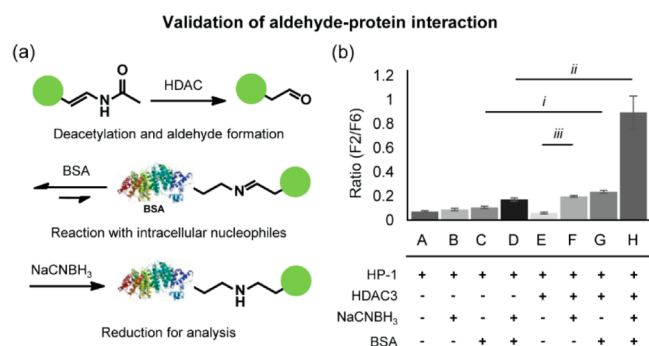 Validation of aldehyde-protein interaction
(a)
O
N
H
HDAC
O
Deacetylation and aldehyde formation
BSA
BSA
N
Reaction with intracellular nucleophiles
NaCNBH₃
N
H
Reduction for analysis
(b)
Ratio (F2/F6)
1.2
1
0.8
0.6
0.4
0.2
0
i
ii
iii
A B C D E F G H
HP-1 + + + + + + + +
HDAC3 - - - - + + + +
NaCNBH₃ - + - + - + - +
BSA - - + + - - + +